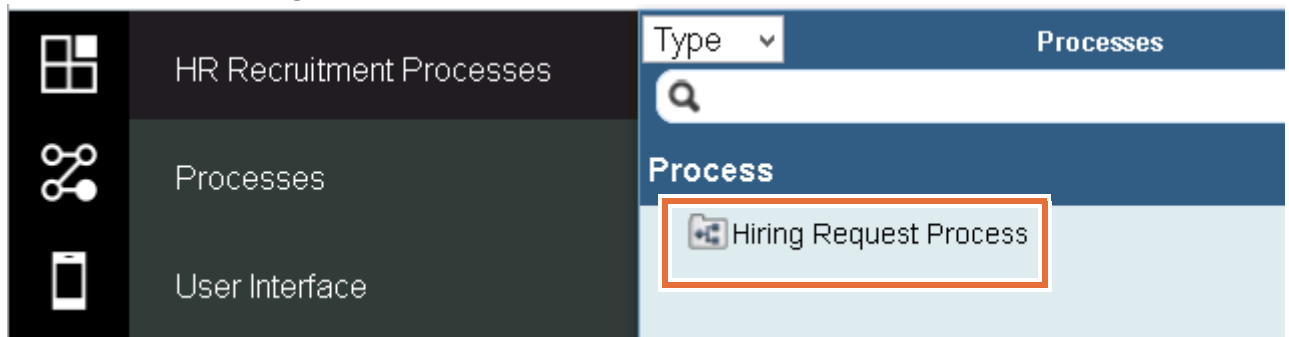 HR Recruitment Processes
Processes
User Interface
Type
Processes
Process
Hiring Request Process